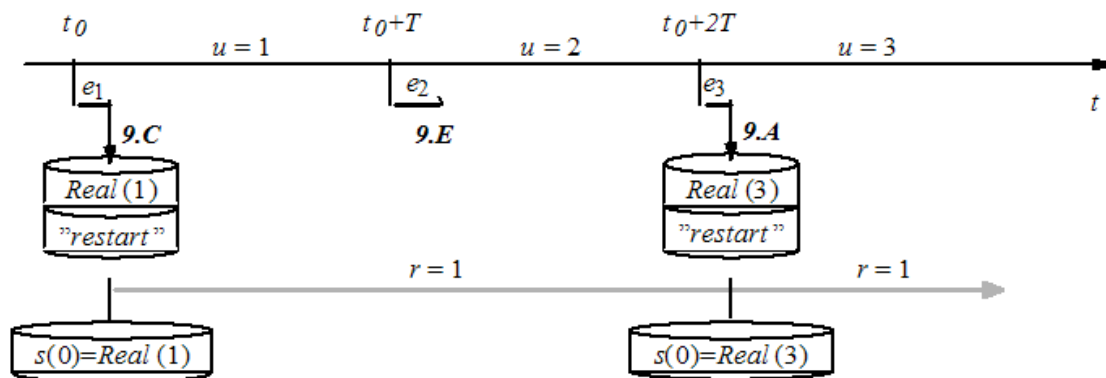 t0 t0+T t0+2T
u = 1 u = 2 u = 3
e1 e2 e3 t
9.C 9.E 9.A
Real (1) Real (3)
”restart” ”restart”
r = 1 r = 1
s(0)=Real (1) s(0)=Real (3)